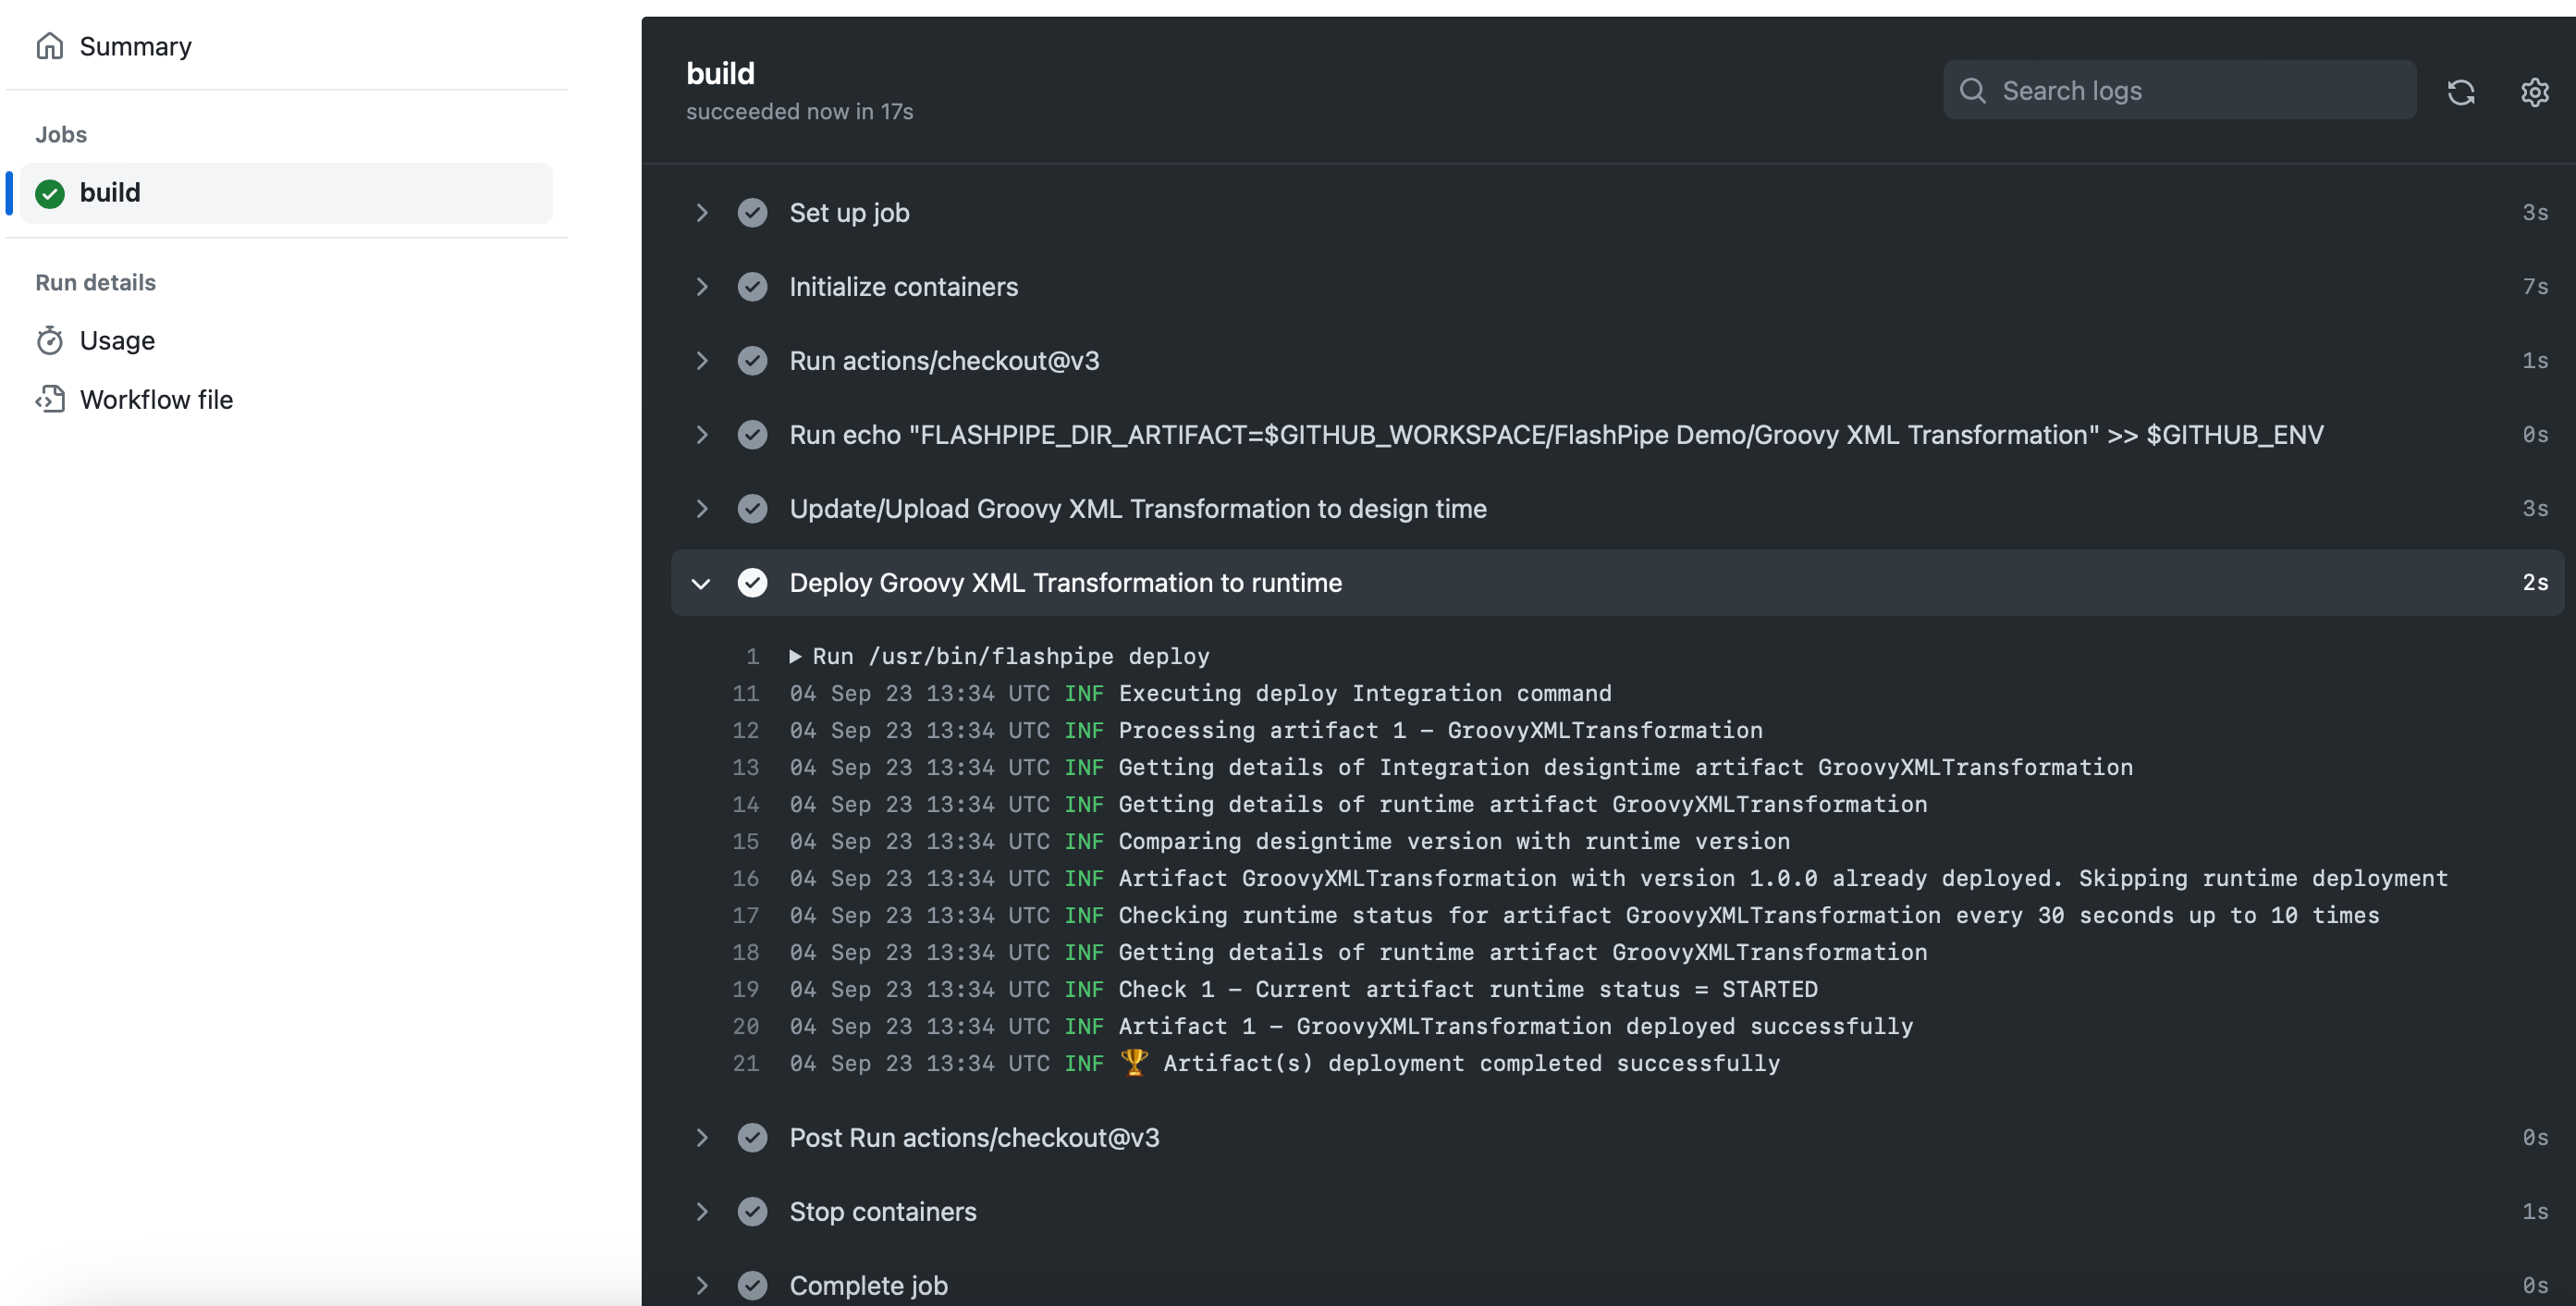 Summary
Jobs
build
Run details
Usage
Workflow file
build
succeeded now in 17s
Search logs
Set up job 3s
Initialize containers 7s
Run actions/checkout@v3 1s
Run echo "FLASHPIPE_DIR_ARTIFACT=$GITHUB_WORKSPACE/FlashPipe Demo/Groovy XML Transformation" >> $GITHUB_ENV 0s
Update/Upload Groovy XML Transformation to design time 3s
Deploy Groovy XML Transformation to runtime 2s
1 ▶ Run /usr/bin/flashpipe deploy
11 04 Sep 23 13:34 UTC INF Executing deploy Integration command
12 04 Sep 23 13:34 UTC INF Processing artifact 1 – GroovyXMLTransformation
13 04 Sep 23 13:34 UTC INF Getting details of Integration designtime artifact GroovyXMLTransformation
14 04 Sep 23 13:34 UTC INF Getting details of runtime artifact GroovyXMLTransformation
15 04 Sep 23 13:34 UTC INF Comparing designtime version with runtime version
16 04 Sep 23 13:34 UTC INF Artifact GroovyXMLTransformation with version 1.0.0 already deployed. Skipping runtime deployment
17 04 Sep 23 13:34 UTC INF Checking runtime status for artifact GroovyXMLTransformation every 30 seconds up to 10 times
18 04 Sep 23 13:34 UTC INF Getting details of runtime artifact GroovyXMLTransformation
19 04 Sep 23 13:34 UTC INF Check 1 – Current artifact runtime status = STARTED
20 04 Sep 23 13:34 UTC INF Artifact 1 – GroovyXMLTransformation deployed successfully
21 04 Sep 23 13:34 UTC INF 🏆 Artifact(s) deployment completed successfully
Post Run actions/checkout@v3 0s
Stop containers 1s
Complete job 0s